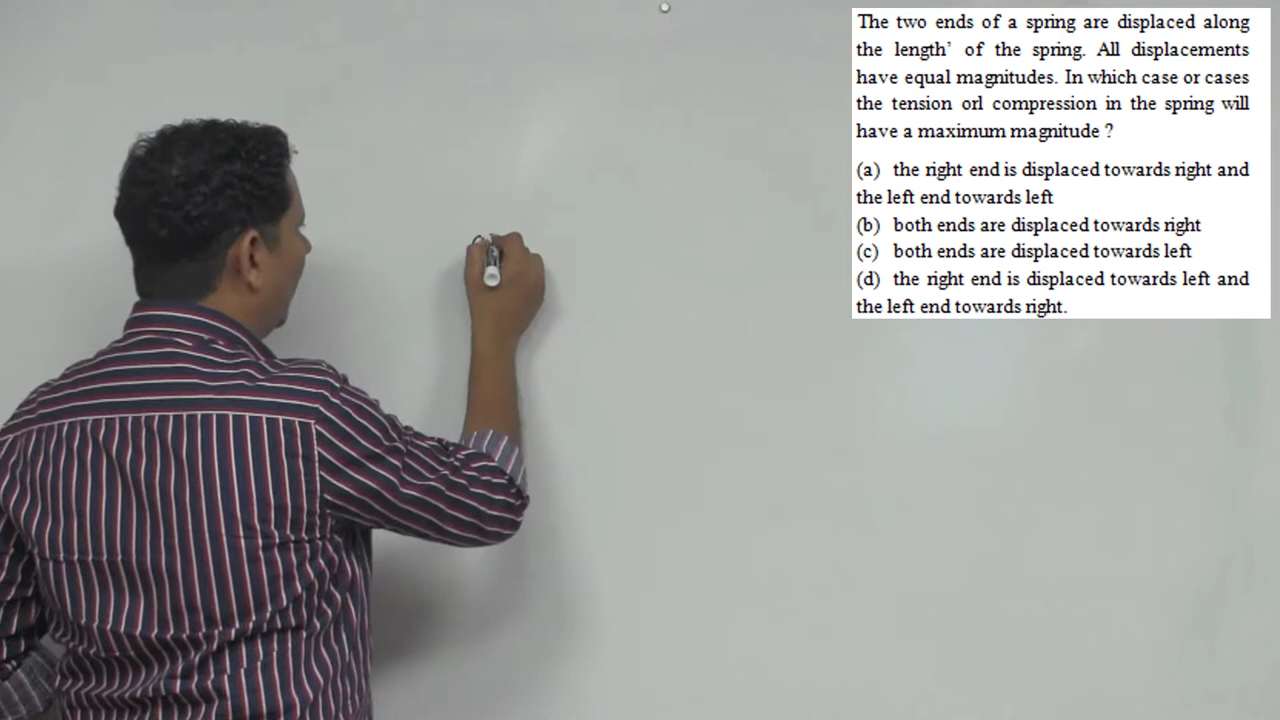 The two ends of a spring are displaced along
the length’ of the spring. All displacements
have equal magnitudes. In which case or cases
the tension orl compression in the spring will
have a maximum magnitude ?
(a) the right end is displaced towards right and
the left end towards left
(b) both ends are displaced towards right
(c) both ends are displaced towards left
(d) the right end is displaced towards left and
the left end towards right.